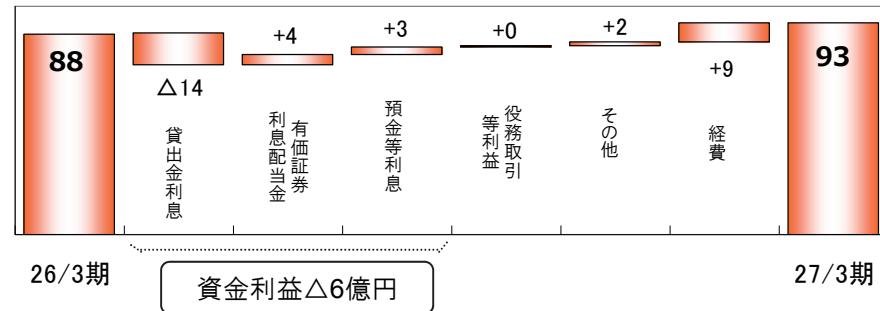 88
△14
+4
+3
+0
+2
+9
93
貸出金利息
有価証券
利息配当金
預金等利息
役務取引
等利益
その他
経費
26/3期
資金利益△6億円
27/3期